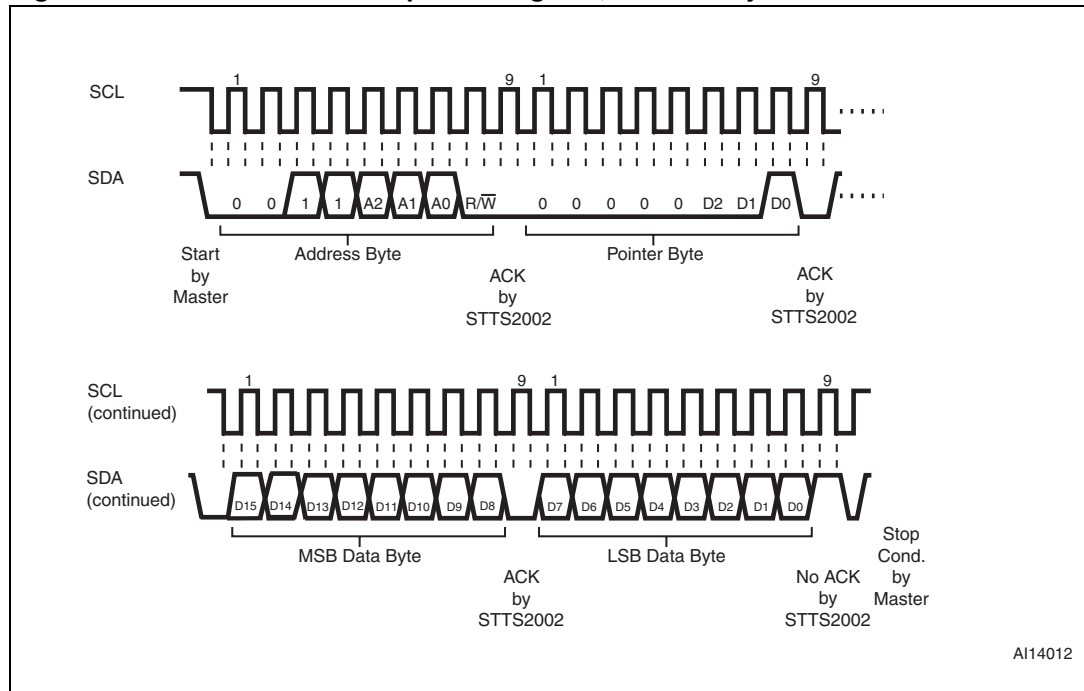 SCL
1 9 1 9
SDA
0 0 1 1 A2 A1 A0 R/W̅ 0 0 0 0 0 D2 D1 D0
Start
by
Master
Address Byte
Pointer Byte
ACK
by
STTS2002
ACK
by
STTS2002
SCL
(continued)
1 9 1 9
SDA
(continued)
D15 D14 D13 D12 D11 D10 D9 D8 D7 D6 D5 D4 D3 D2 D1 D0
MSB Data Byte
LSB Data Byte
ACK
by
STTS2002
No ACK
by
STTS2002
Stop
Cond.
by
Master
AI14012